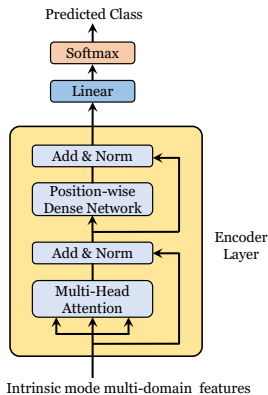 Predicted Class
Softmax
Linear
Add & Norm
Position-wise
Dense Network
Add & Norm
Encoder
Layer
Multi-Head
Attention
Intrinsic mode multi-domain features